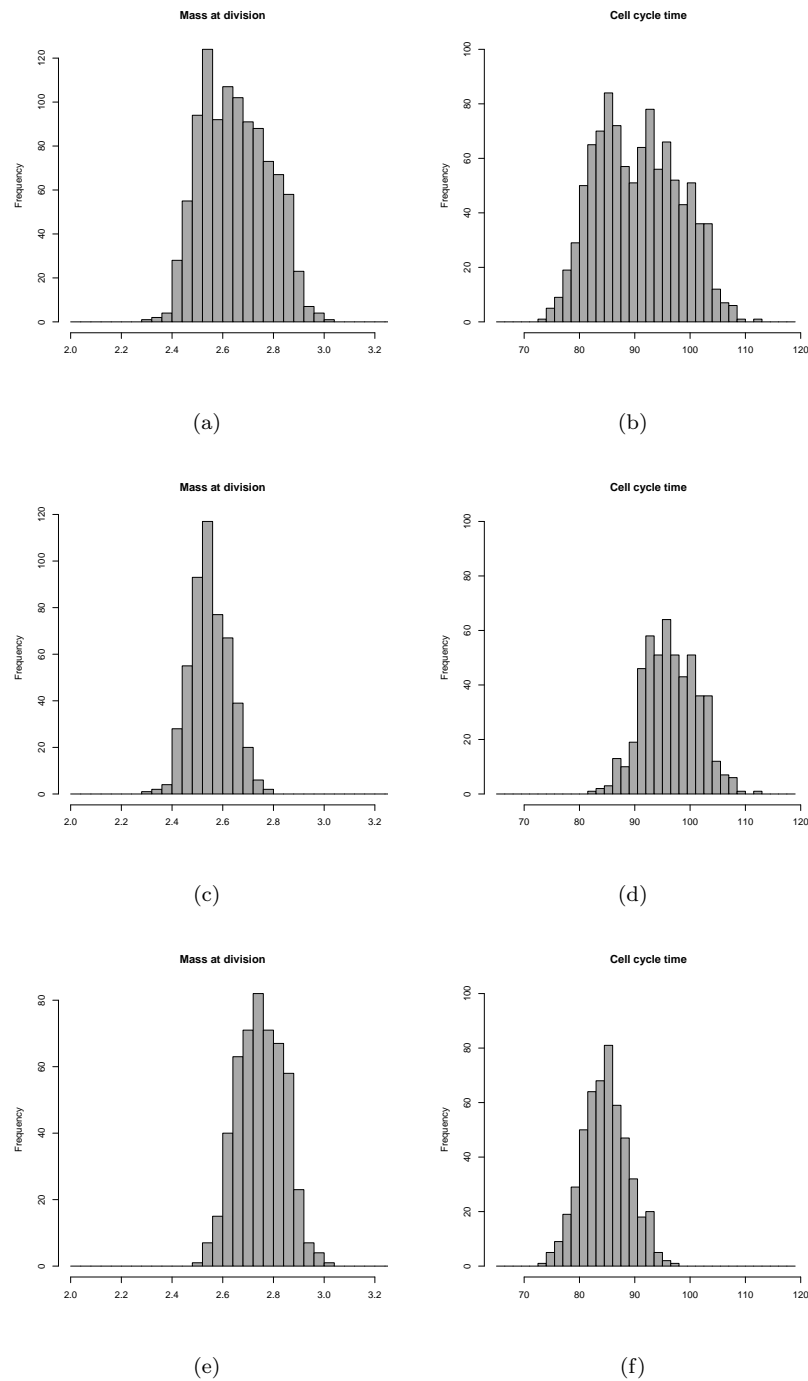 Mass at division
Cell cycle time
Frequency
0 20 40 60 80 100 120
2.0 2.2 2.4 2.6 2.8 3.0 3.2
Frequency
0 20 40 60 80 100
70 80 90 100 110 120
(a)
(b)
Mass at division
Cell cycle time
Frequency
0 20 40 60 80 100 120
2.0 2.2 2.4 2.6 2.8 3.0 3.2
Frequency
0 20 40 60 80 100
70 80 90 100 110 120
(c)
(d)
Mass at division
Cell cycle time
Frequency
0 20 40 60 80
2.0 2.2 2.4 2.6 2.8 3.0 3.2
Frequency
0 20 40 60 80 100
70 80 90 100 110 120
(e)
(f)